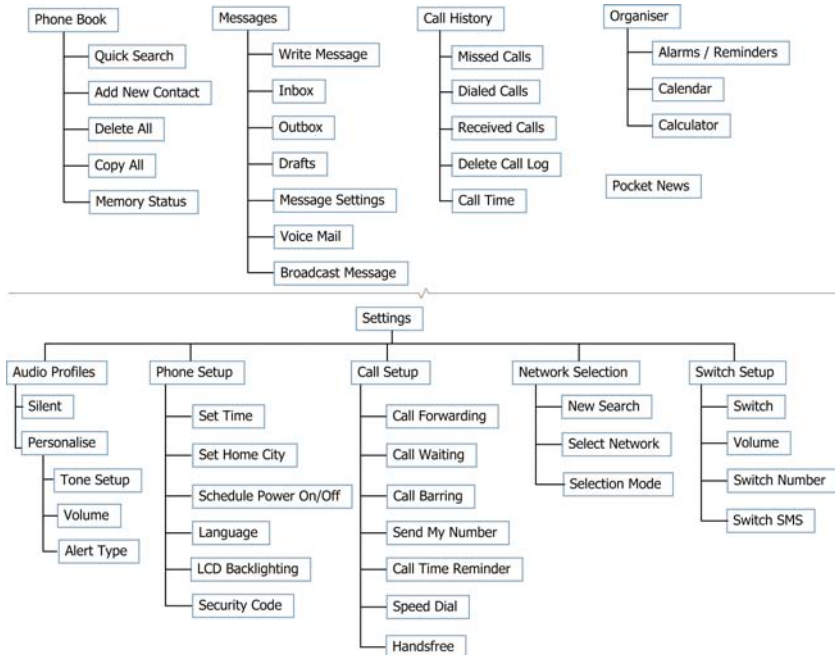 Phone Book
Quick Search
Add New Contact
Delete All
Copy All
Memory Status
Messages
Write Message
Inbox
Outbox
Drafts
Message Settings
Voice Mail
Broadcast Message
Call History
Missed Calls
Dialed Calls
Received Calls
Delete Call Log
Call Time
Organiser
Alarms / Reminders
Calendar
Calculator
Pocket News
Settings
Audio Profiles
Silent
Personalise
Tone Setup
Volume
Alert Type
Phone Setup
Set Time
Set Home City
Schedule Power On/Off
Language
LCD Backlighting
Security Code
Call Setup
Call Forwarding
Call Waiting
Call Barring
Send My Number
Call Time Reminder
Speed Dial
Handsfree
Network Selection
New Search
Select Network
Selection Mode
Switch Setup
Switch
Volume
Switch Number
Switch SMS